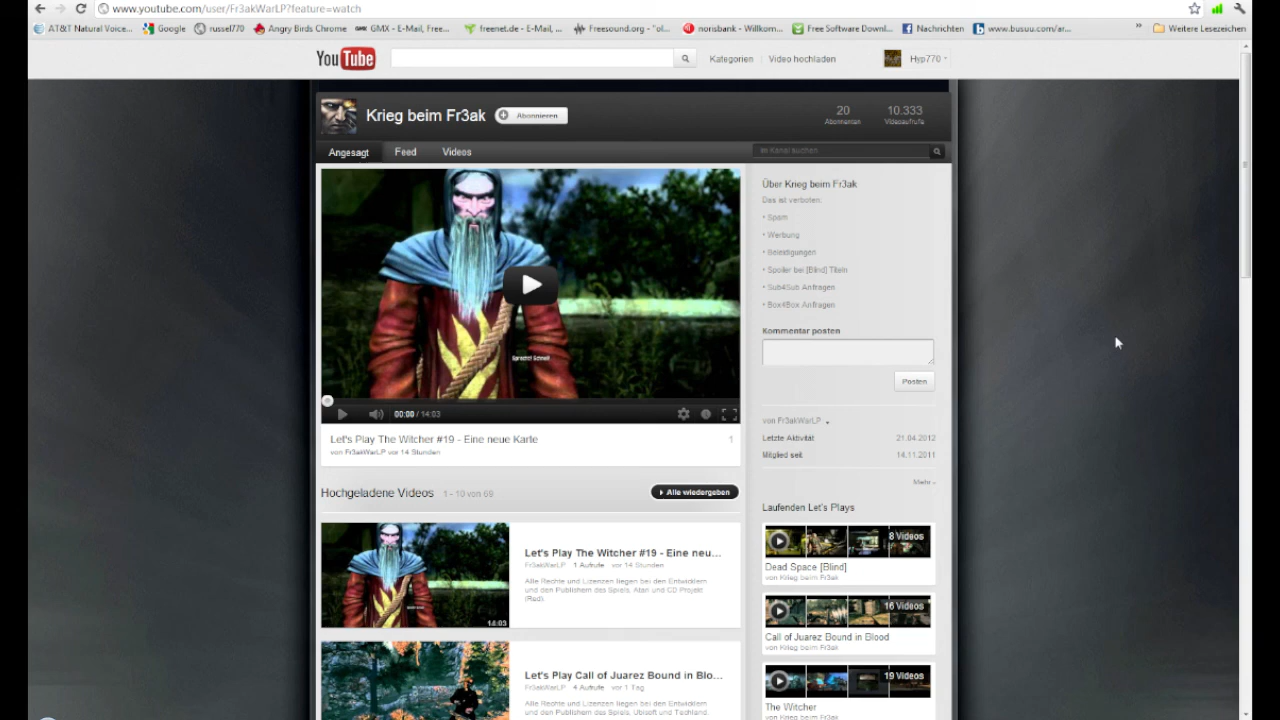 www.youtube.com/user/Fr3akWarLP?feature=watch
AT&T Natural Voice...
Google
russel770
Angry Birds Chrome
GMX - E-Mail, Free...
freenet.de - E-Mail, ...
Freesound.org - "ol...
norisbank - Willkom...
Free Software Downl...
Nachrichten
www.busuu.com/ar...
»
Weitere Lesezeichen
YouTube
Kategorien
Video hochladen
Hyp770
Krieg beim Fr3ak
Abonnieren
20
Abonnenten
10.333
Videoaufrufe
Angesagt
Feed
Videos
Im Kanal suchen
Sprecht! Schnell!
00:00 / 14:03
Let's Play The Witcher #19 - Eine neue Karte
1
von Fr3akWarLP vor 14 Stunden
Hochgeladene Videos 1 - 10 von 69
Alle wiedergeben
14:03
Let's Play The Witcher #19 - Eine neu...
Fr3akWarLP 1 Aufrufe vor 14 Stunden
Alle Rechte und Lizenzen liegen bei den Entwicklern
und den Publishern des Spiels, Atari und CD Projekt
(Red).
Let's Play Call of Juarez Bound in Blo...
Fr3akWarLP 4 Aufrufe vor 1 Tag
Alle Rechte und Lizenzen liegen bei den Entwicklern
und den Publishern des Spiels, Ubisoft und Techland
Über Krieg beim Fr3ak
Das ist verboten:
• Spam
• Werbung
• Beleidigungen
• Spoiler bei [Blind] Titeln
• Sub4Sub Anfragen
• Box4Box Anfragen
Kommentar posten
Posten
von Fr3akWarLP
Letzte Aktivität 21.04.2012
Mitglied seit 14.11.2011
Mehr
Laufenden Let's Plays
8 Videos
Dead Space [Blind]
von Krieg beim Fr3ak
16 Videos
Call of Juarez Bound in Blood
von Krieg beim Fr3ak
19 Videos
The Witcher
von Krieg beim Fr3ak